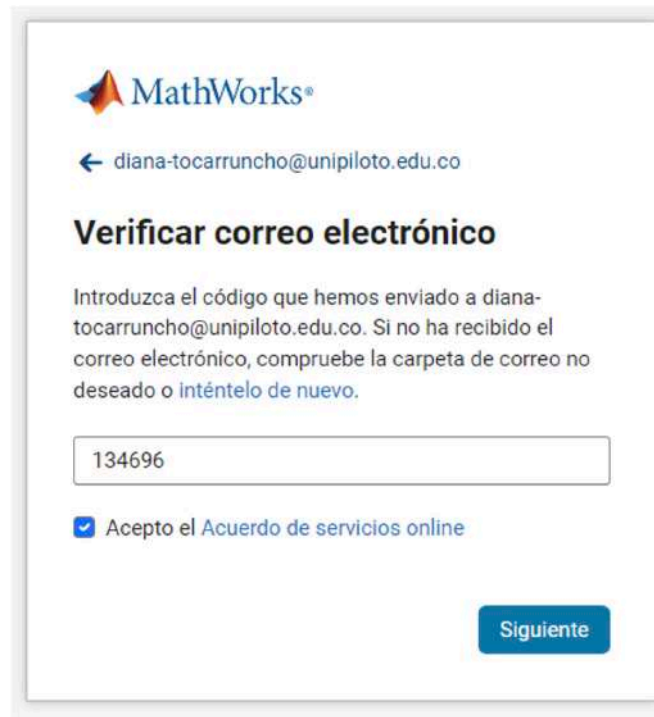 MathWorks®
← diana-tocarruncho@unipiloto.edu.co
Verificar correo electrónico
Introduzca el código que hemos enviado a diana-
tocarruncho@unipiloto.edu.co. Si no ha recibido el
correo electrónico, compruebe la carpeta de correo no
deseado o inténtelo de nuevo.
134696
Acepto el Acuerdo de servicios online
Siguiente